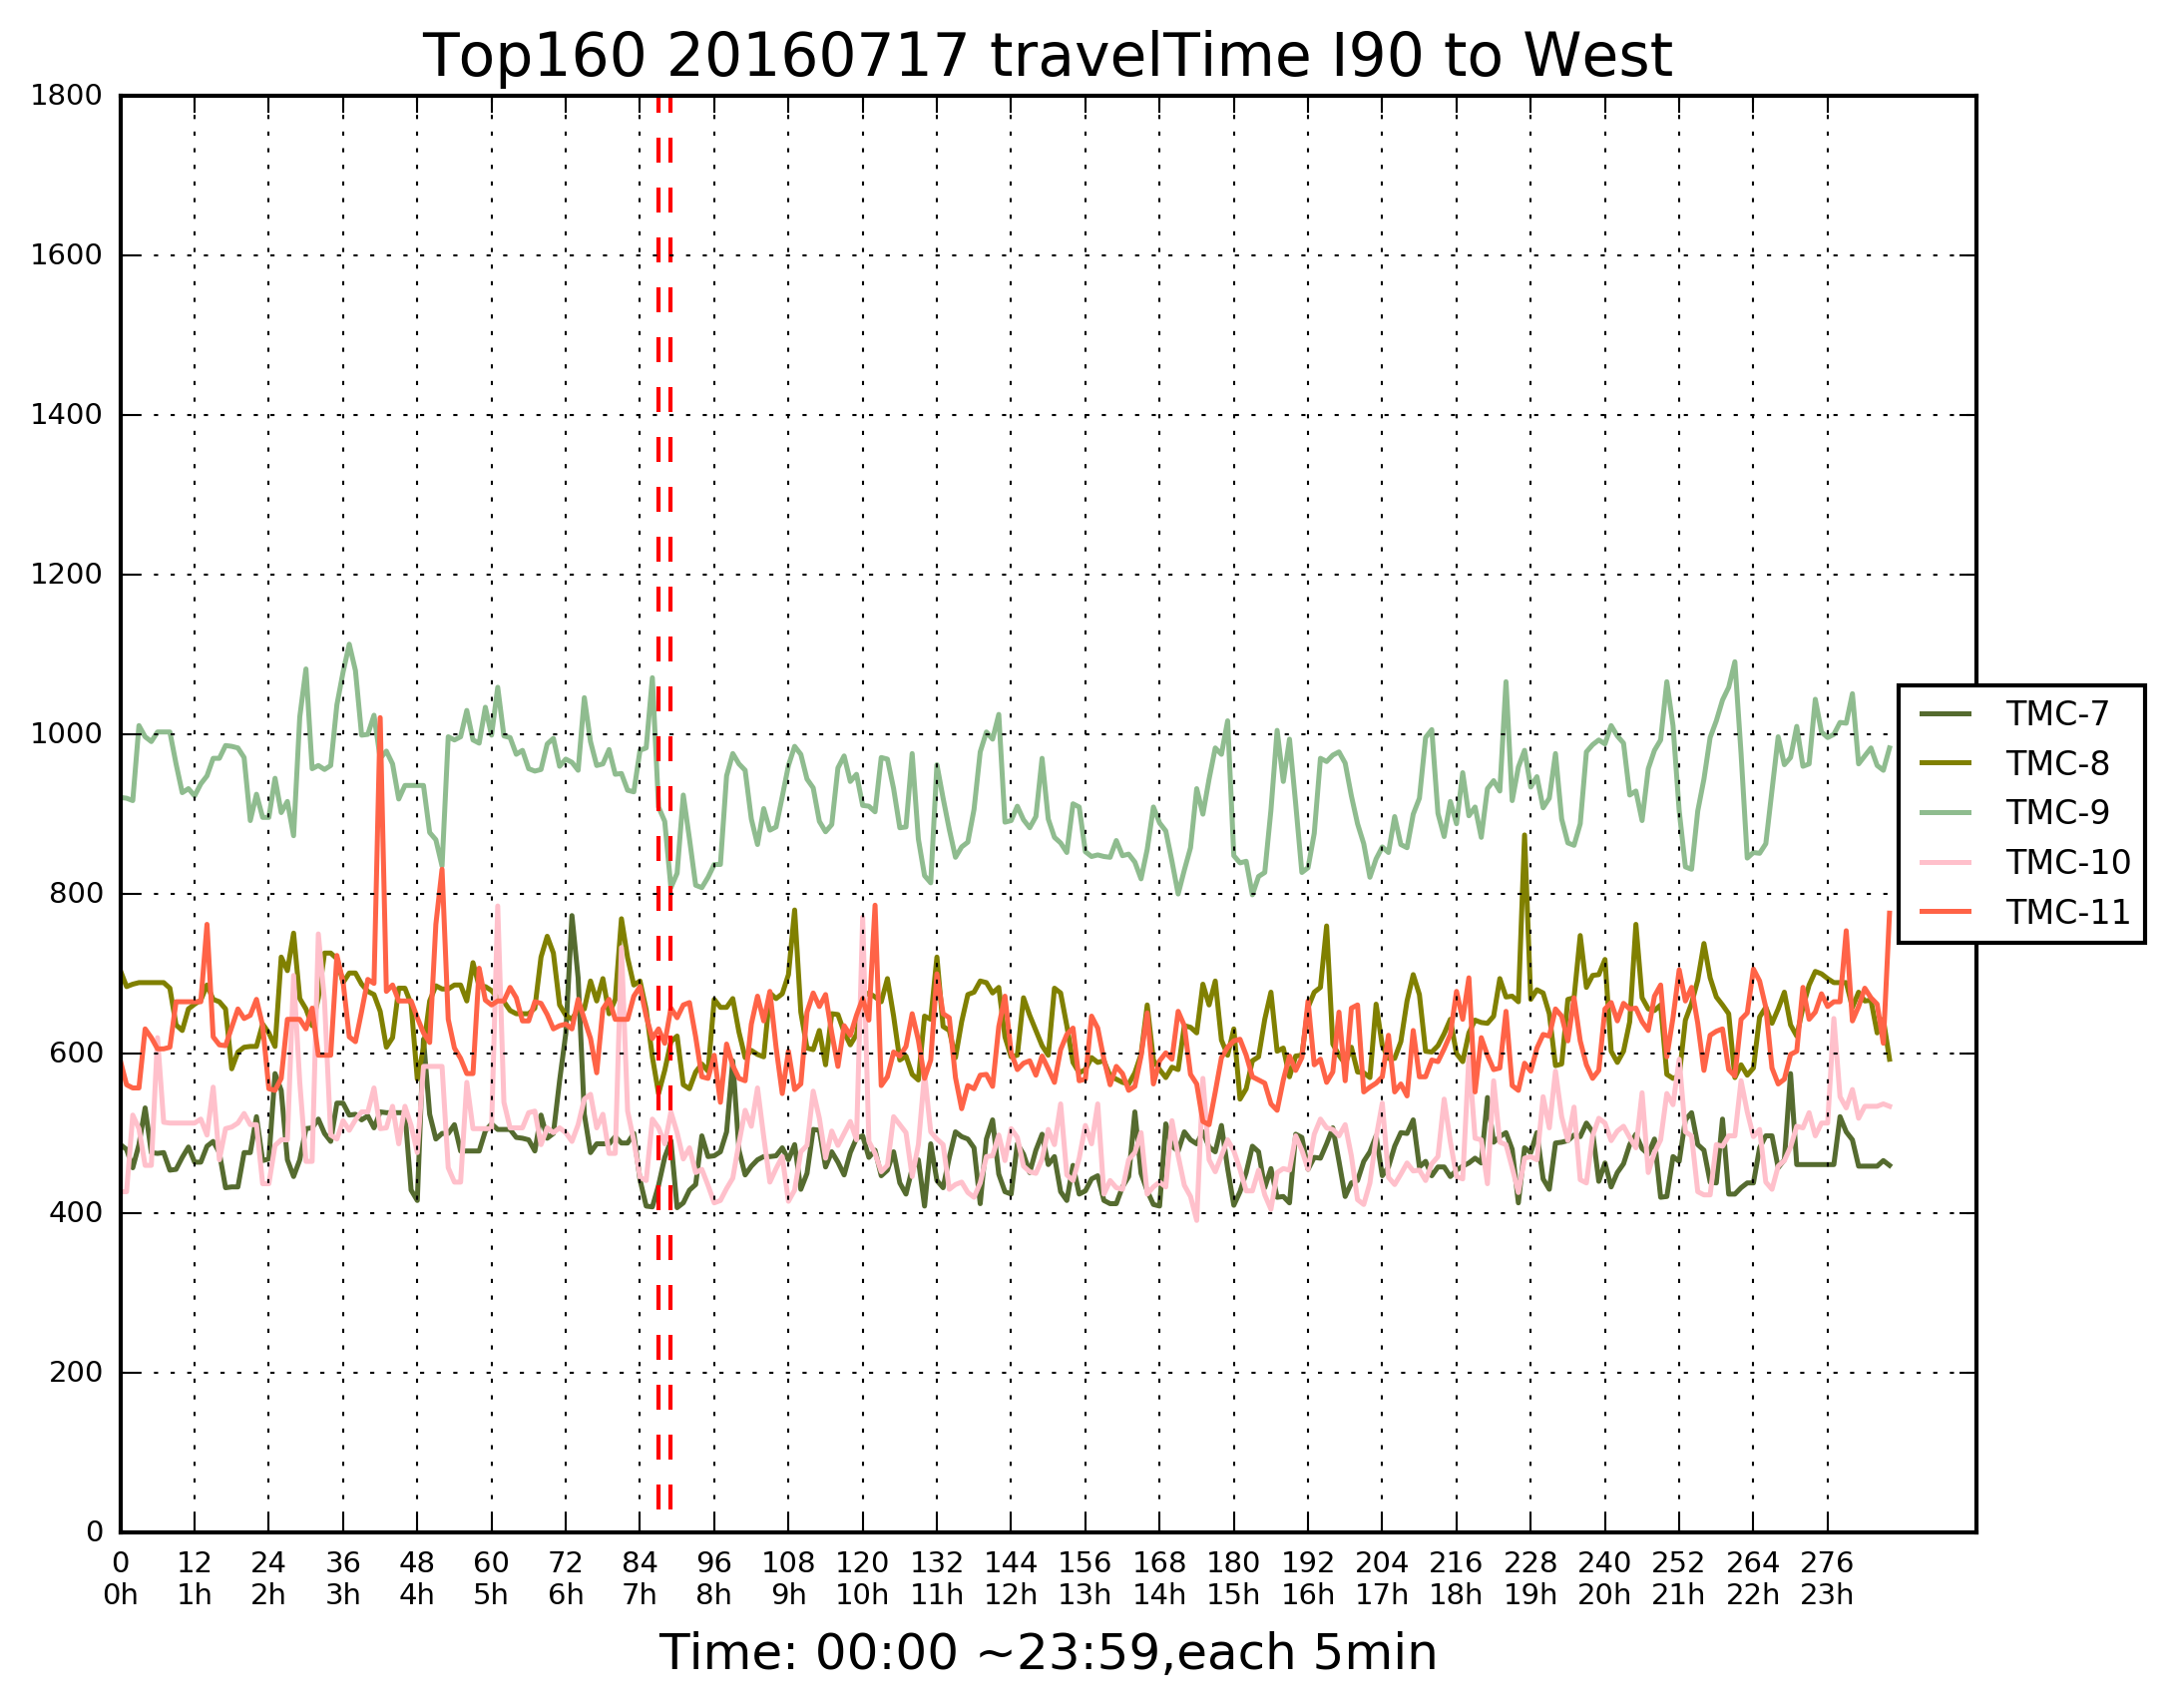 Top160 20160717 travelTime I90 to West
1800
1600
1400
1200
1000
800
600
400
200
0
TMC-7
TMC-8
TMC-9
TMC-10
TMC-11
0 12 24 36 48 60 72 84 96 108 120 132 144 156 168 180 192 204 216 228 240 252 264 276
0h 1h 2h 3h 4h 5h 6h 7h 8h 9h 10h 11h 12h 13h 14h 15h 16h 17h 18h 19h 20h 21h 22h 23h
Time: 00:00 ~23:59,each 5min